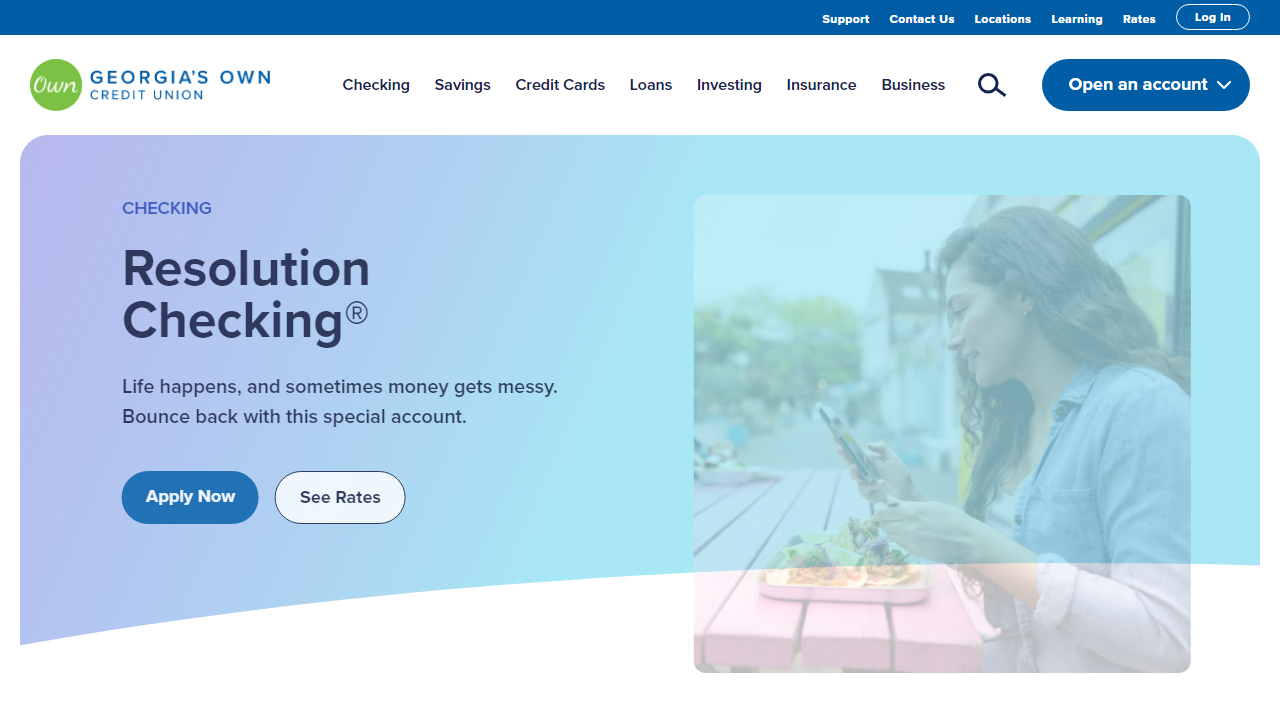 Support Contact Us Locations Learning Rates Log In
Own GEORGIA'S OWN
CREDIT UNION
Checking Savings Credit Cards Loans Investing Insurance Business Open an account
CHECKING
Resolution
Checking®
Life happens, and sometimes money gets messy.
Bounce back with this special account.
Apply Now See Rates